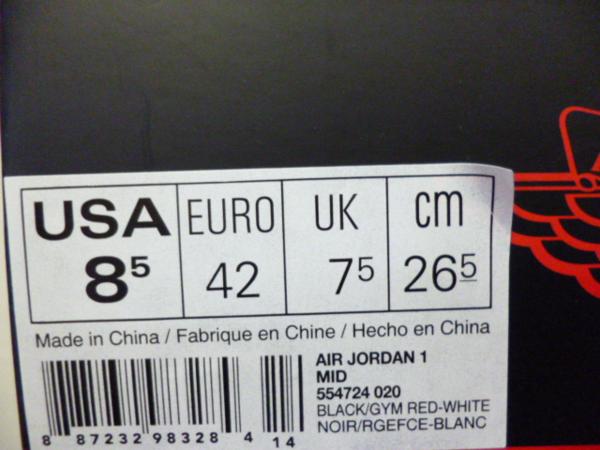 USA EURO UK cm
8⁵ 42 7⁵ 26⁵
Made in China / Fabrique en Chine / Hecho en China
AIR JORDAN 1
MID
554724 020
BLACK/GYM RED-WHITE
NOIR/RGEFCE-BLANC
8 87232 98328 4 14